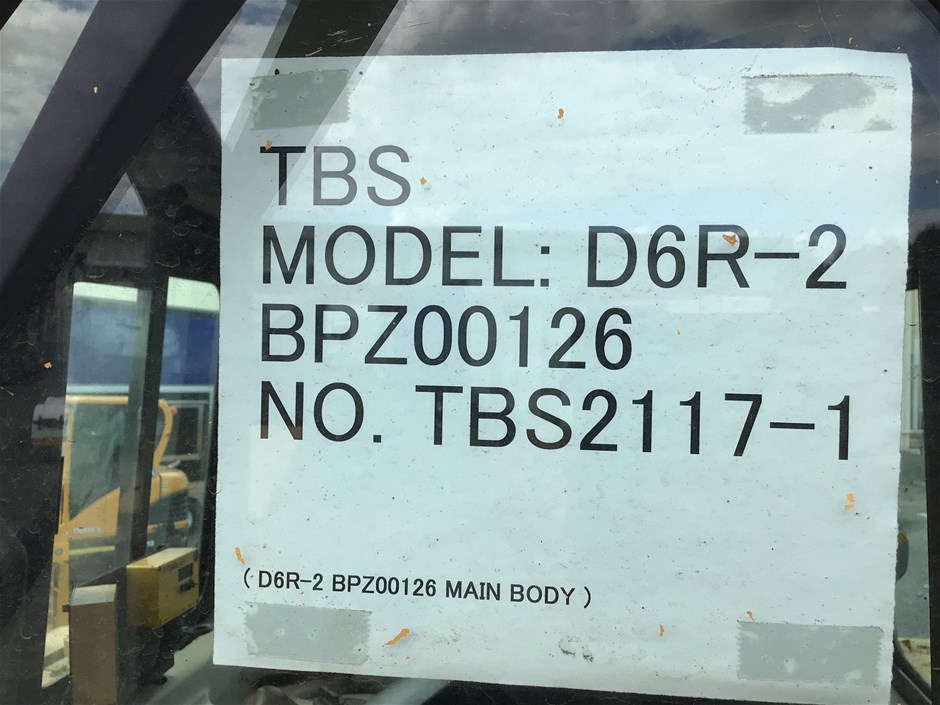 TBS
MODEL: D6R-2
BPZ00126
NO. TBS2117-1
( D6R-2 BPZ00126 MAIN BODY )